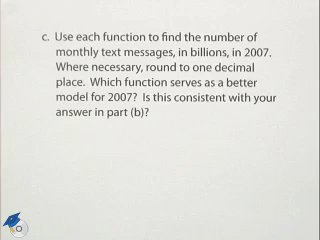 c. Use each function to find the number of
monthly text messages, in billions, in 2007.
Where necessary, round to one decimal
place. Which function serves as a better
model for 2007? Is this consistent with your
answer in part (b)?